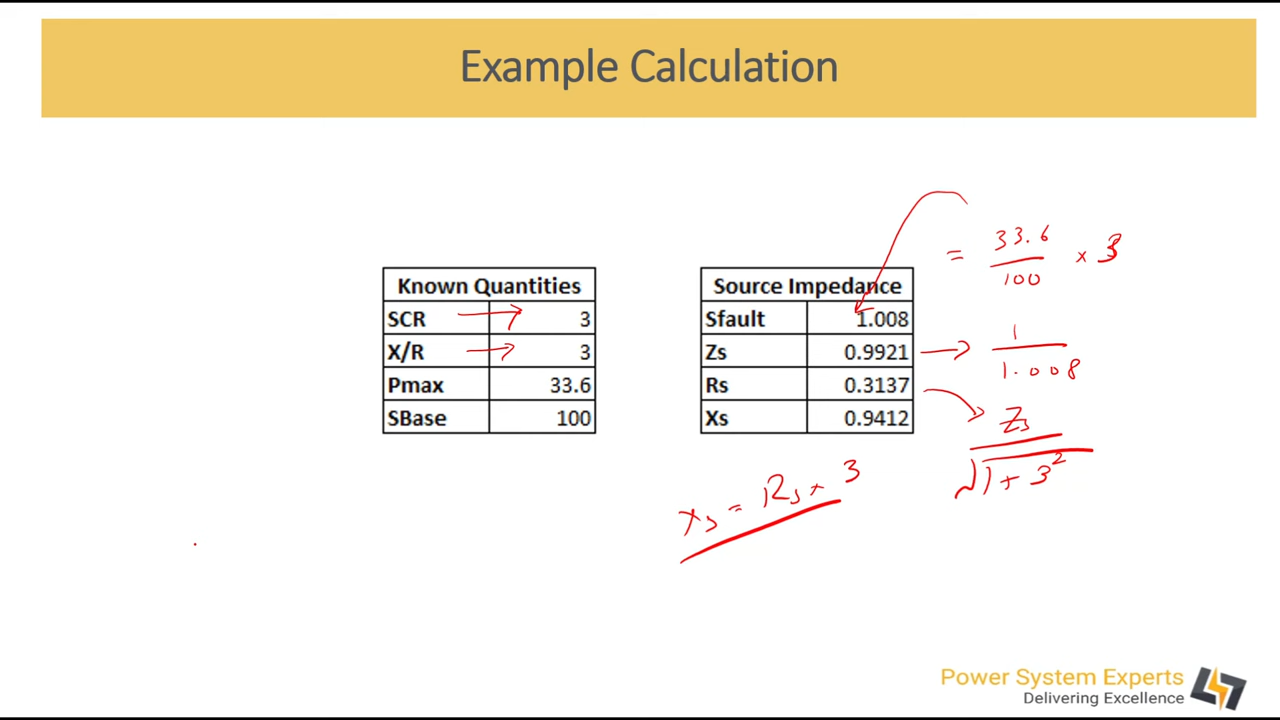 Example Calculation
Known Quantities
SCR 3
X/R 3
Pmax 33.6
SBase 100
Source Impedance
Sfault 1.008
Zs 0.9921
Rs 0.3137
Xs 0.9412
= 33.6/100 × 3
1/1.008
Zs/√1+3²
Xs = Rs × 3
Power System Experts
Delivering Excellence